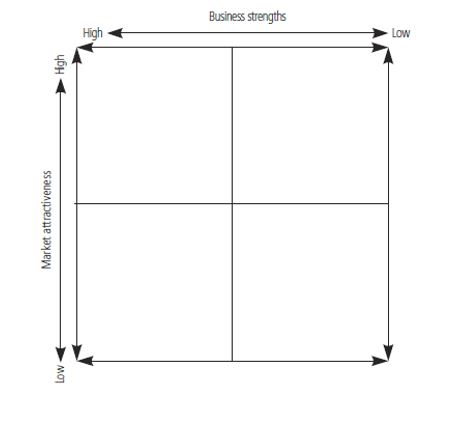 Business strengths
High
Low
High
Market attractiveness
Low